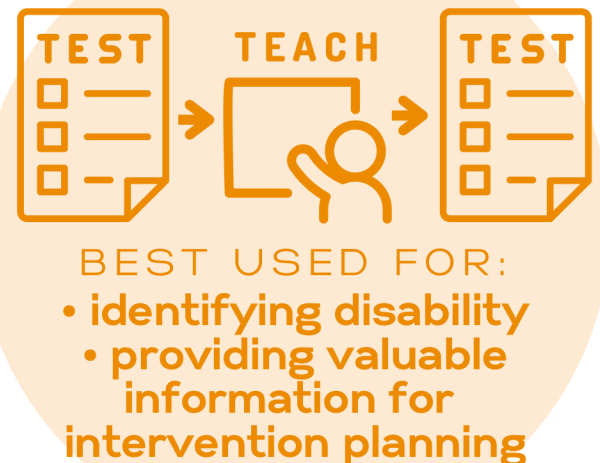 TEST TEACH TEST
BEST USED FOR:
• identifying disability
• providing valuable
information for
intervention planning